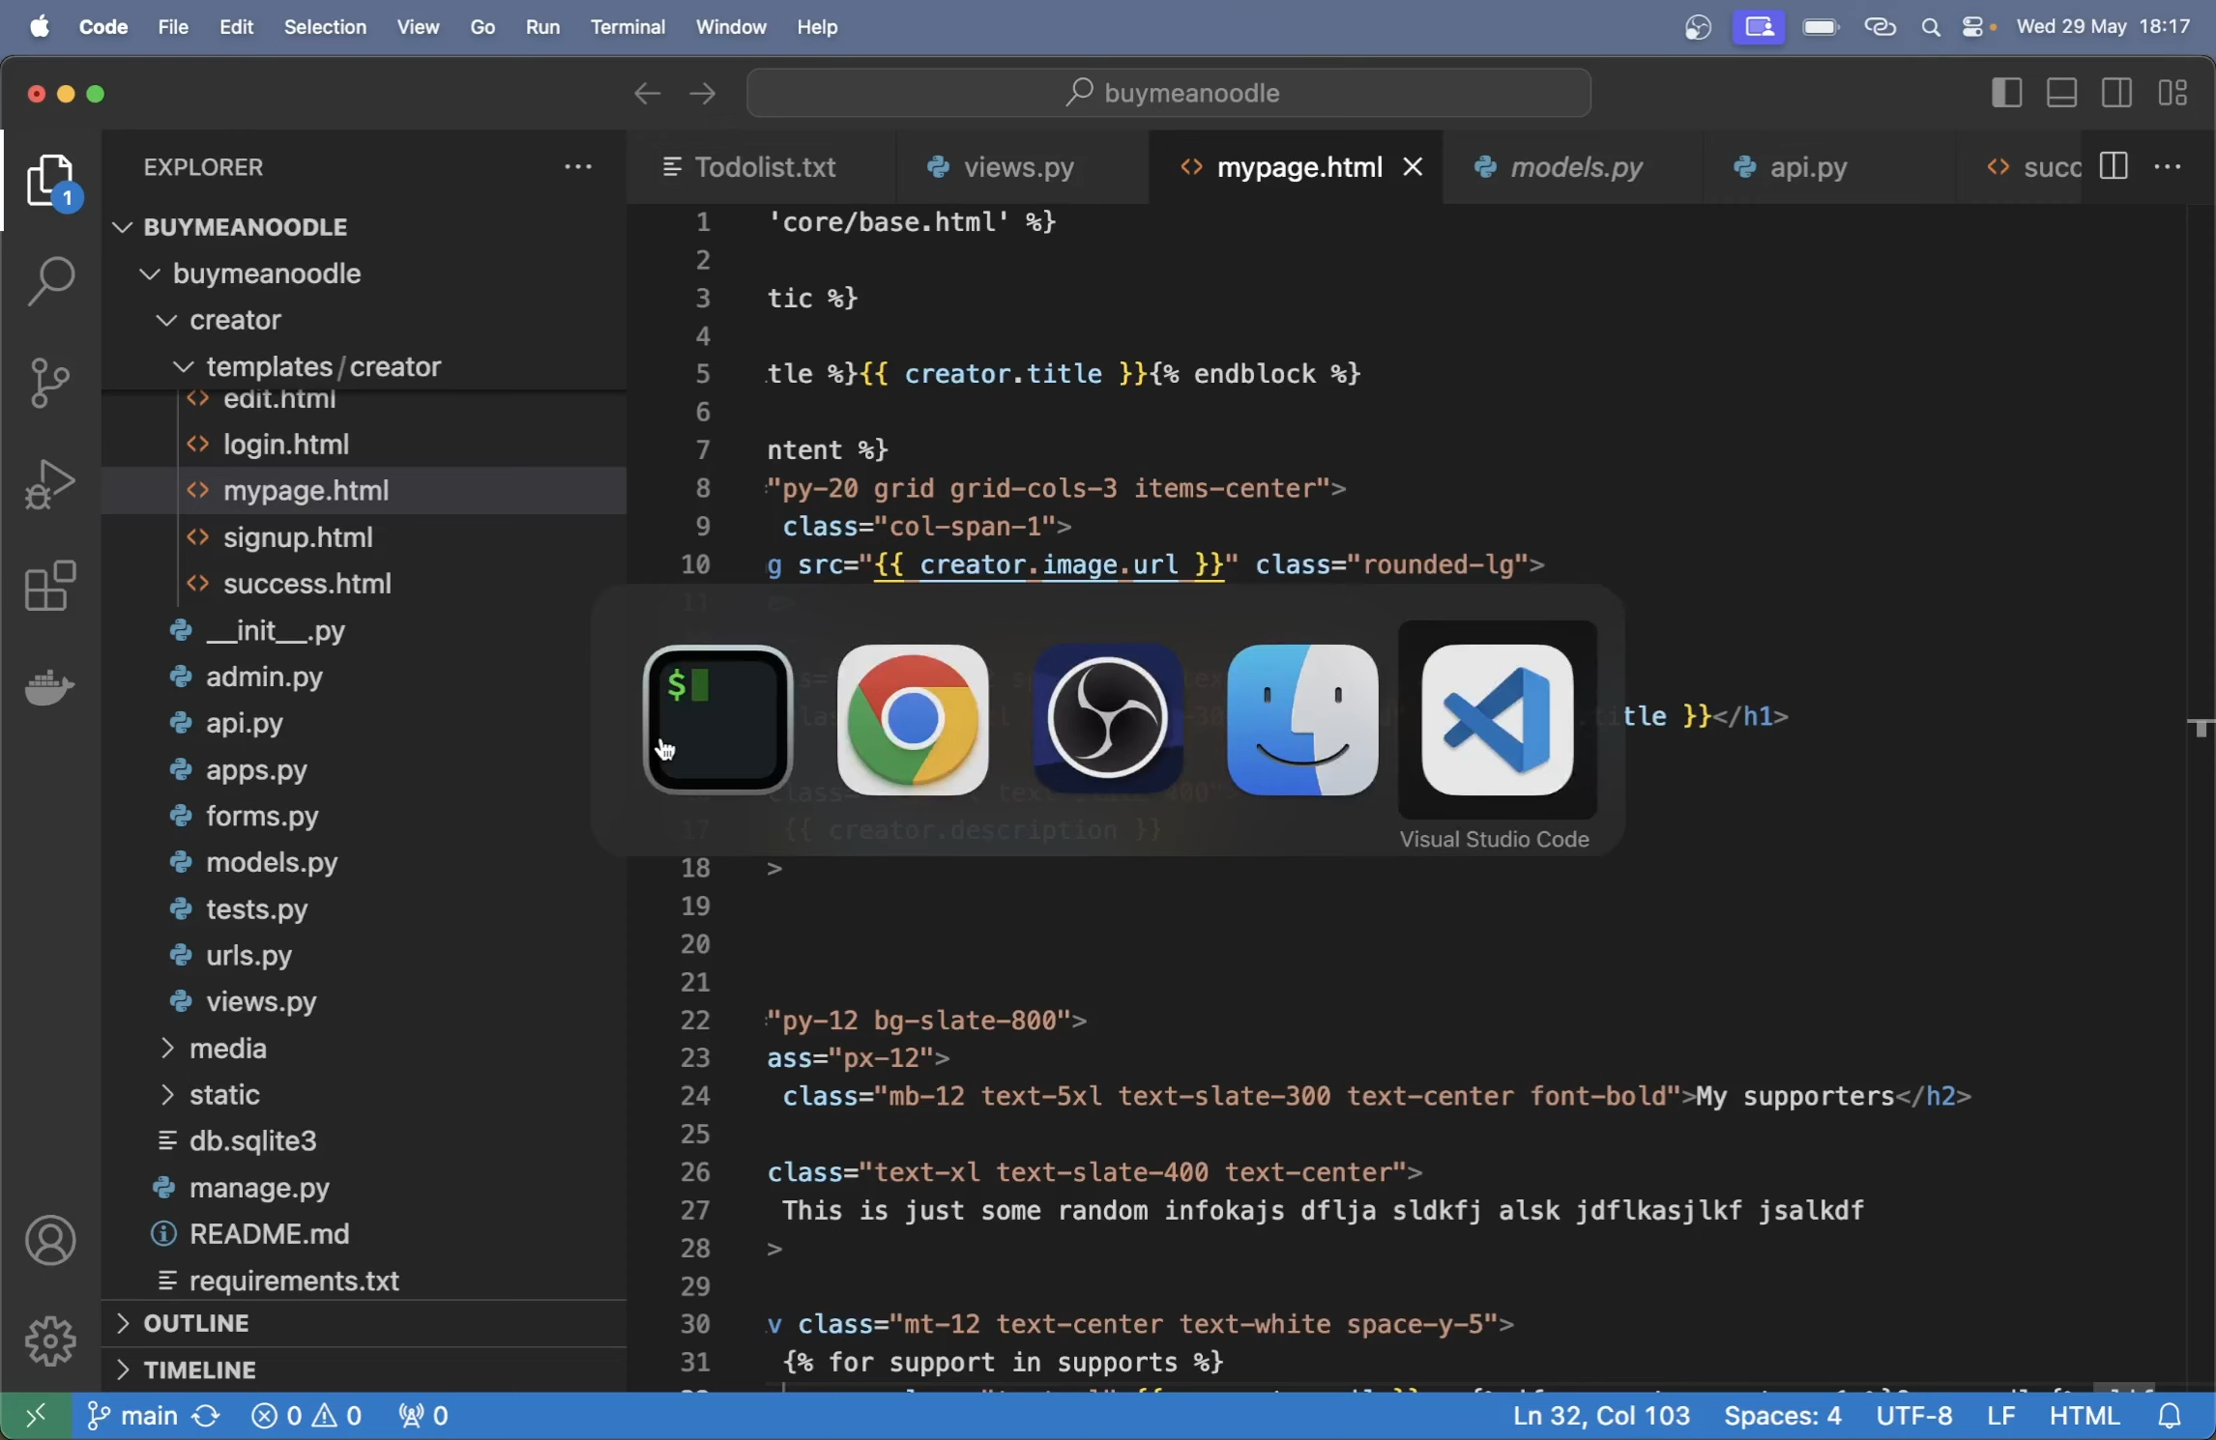 Code File Edit Selection View Go Run Terminal Window Help Wed 29 May 18:17
buymeanoodle
EXPLORER
Todolist.txt views.py mypage.html models.py api.py succ
1
BUYMEANOODLE
buymeanoodle
creator
templates/creator
edit.html
login.html
mypage.html
signup.html
success.html
__init__.py
admin.py
api.py
apps.py
forms.py
models.py
tests.py
urls.py
views.py
media
static
db.sqlite3
manage.py
README.md
requirements.txt
OUTLINE
TIMELINE
1 'core/base.html' %}
2
3 tic %}
4
5 tle %}{{ creator.title }}{% endblock %}
6
7 ntent %}
8 "py-20 grid grid-cols-3 items-center">
9 class="col-span-1">
10 g src="{{ creator.image.url }}" class="rounded-lg">
11
$
tle }}</h1>
17 {{ creator.description }}
Visual Studio Code
18 >
19
20
21
22 "py-12 bg-slate-800">
23 ass="px-12">
24 class="mb-12 text-5xl text-slate-300 text-center font-bold">My supporters</h2>
25
26 class="text-xl text-slate-400 text-center">
27 This is just some random infokajs dflja sldkfj alsk jdflkasjlkf jsalkdf
28 >
29
30 v class="mt-12 text-center text-white space-y-5">
31 {% for support in supports %}
main 0 0 0 Ln 32, Col 103 Spaces: 4 UTF-8 LF HTML